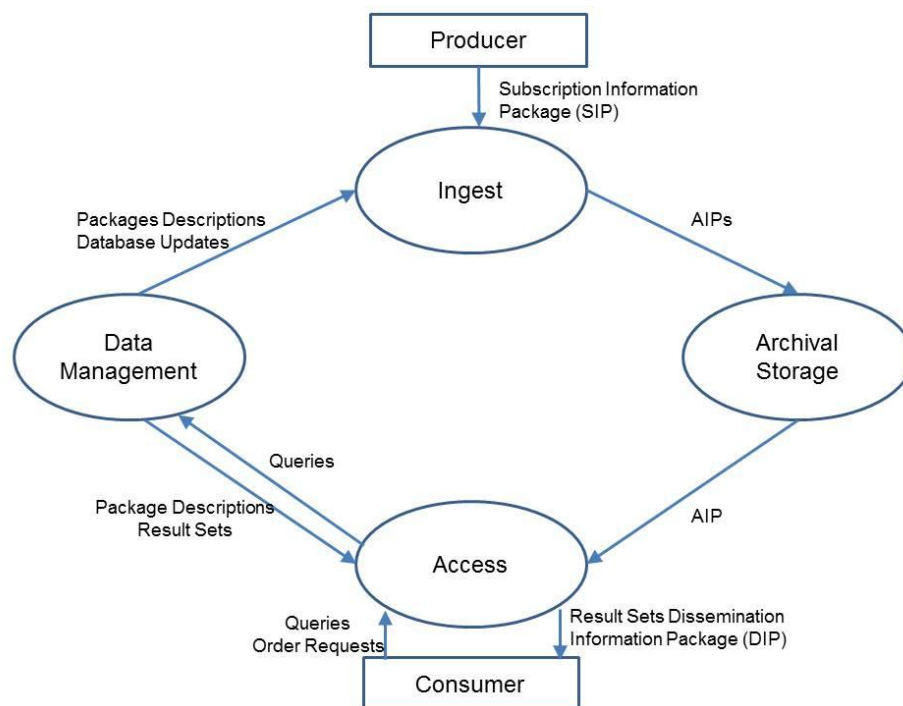 Producer
Subscription Information
Package (SIP)
Ingest
Packages Descriptions
Database Updates
AIPs
Data
Management
Archival
Storage
Queries
Package Descriptions
Result Sets
AIP
Access
Queries
Order Requests
Result Sets Dissemination
Information Package (DIP)
Consumer